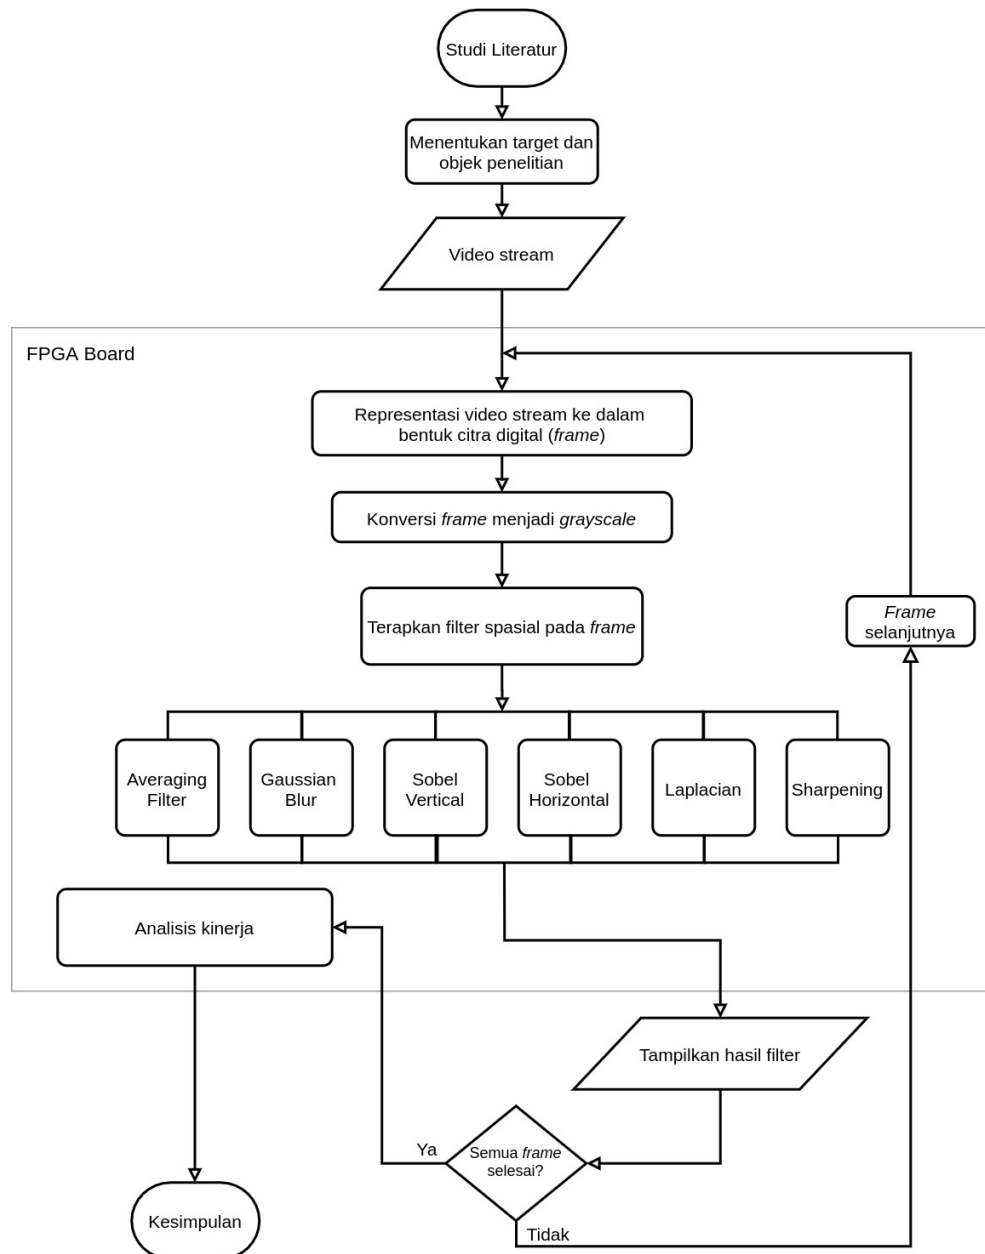 Studi Literatur
Menentukan target dan
objek penelitian
Video stream
FPGA Board
Representasi video stream ke dalam
bentuk citra digital (frame)
Konversi frame menjadi grayscale
Terapkan filter spasial pada frame
Frame
selanjutnya
Averaging
Filter
Gaussian
Blur
Sobel
Vertical
Sobel
Horizontal
Laplacian
Sharpening
Analisis kinerja
Tampilkan hasil filter
Ya
Semua frame
selesai?
Tidak
Kesimpulan